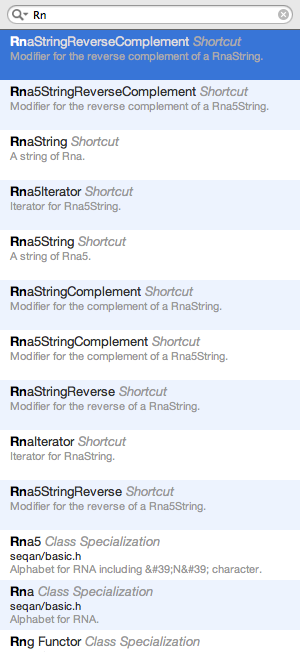 Rn
RnaStringReverseComplement Shortcut
Modifier for the reverse complement of a RnaString.
Rna5StringReverseComplement Shortcut
Modifier for the reverse complement of a Rna5String.
RnaString Shortcut
A string of Rna.
Rna5Iterator Shortcut
Iterator for Rna5String.
Rna5String Shortcut
A string of Rna5.
RnaStringComplement Shortcut
Modifier for the complement of a RnaString.
Rna5StringComplement Shortcut
Modifier for the complement of a Rna5String.
RnaStringReverse Shortcut
Modifier for the reverse of a RnaString.
RnaIterator Shortcut
Iterator for RnaString.
Rna5StringReverse Shortcut
Modifier for the reverse of a Rna5String.
Rna5 Class Specialization
seqan/basic.h
Alphabet for RNA including &#39;N&#39; character.
Rna Class Specialization
seqan/basic.h
Alphabet for RNA.
Rng Functor Class Specialization